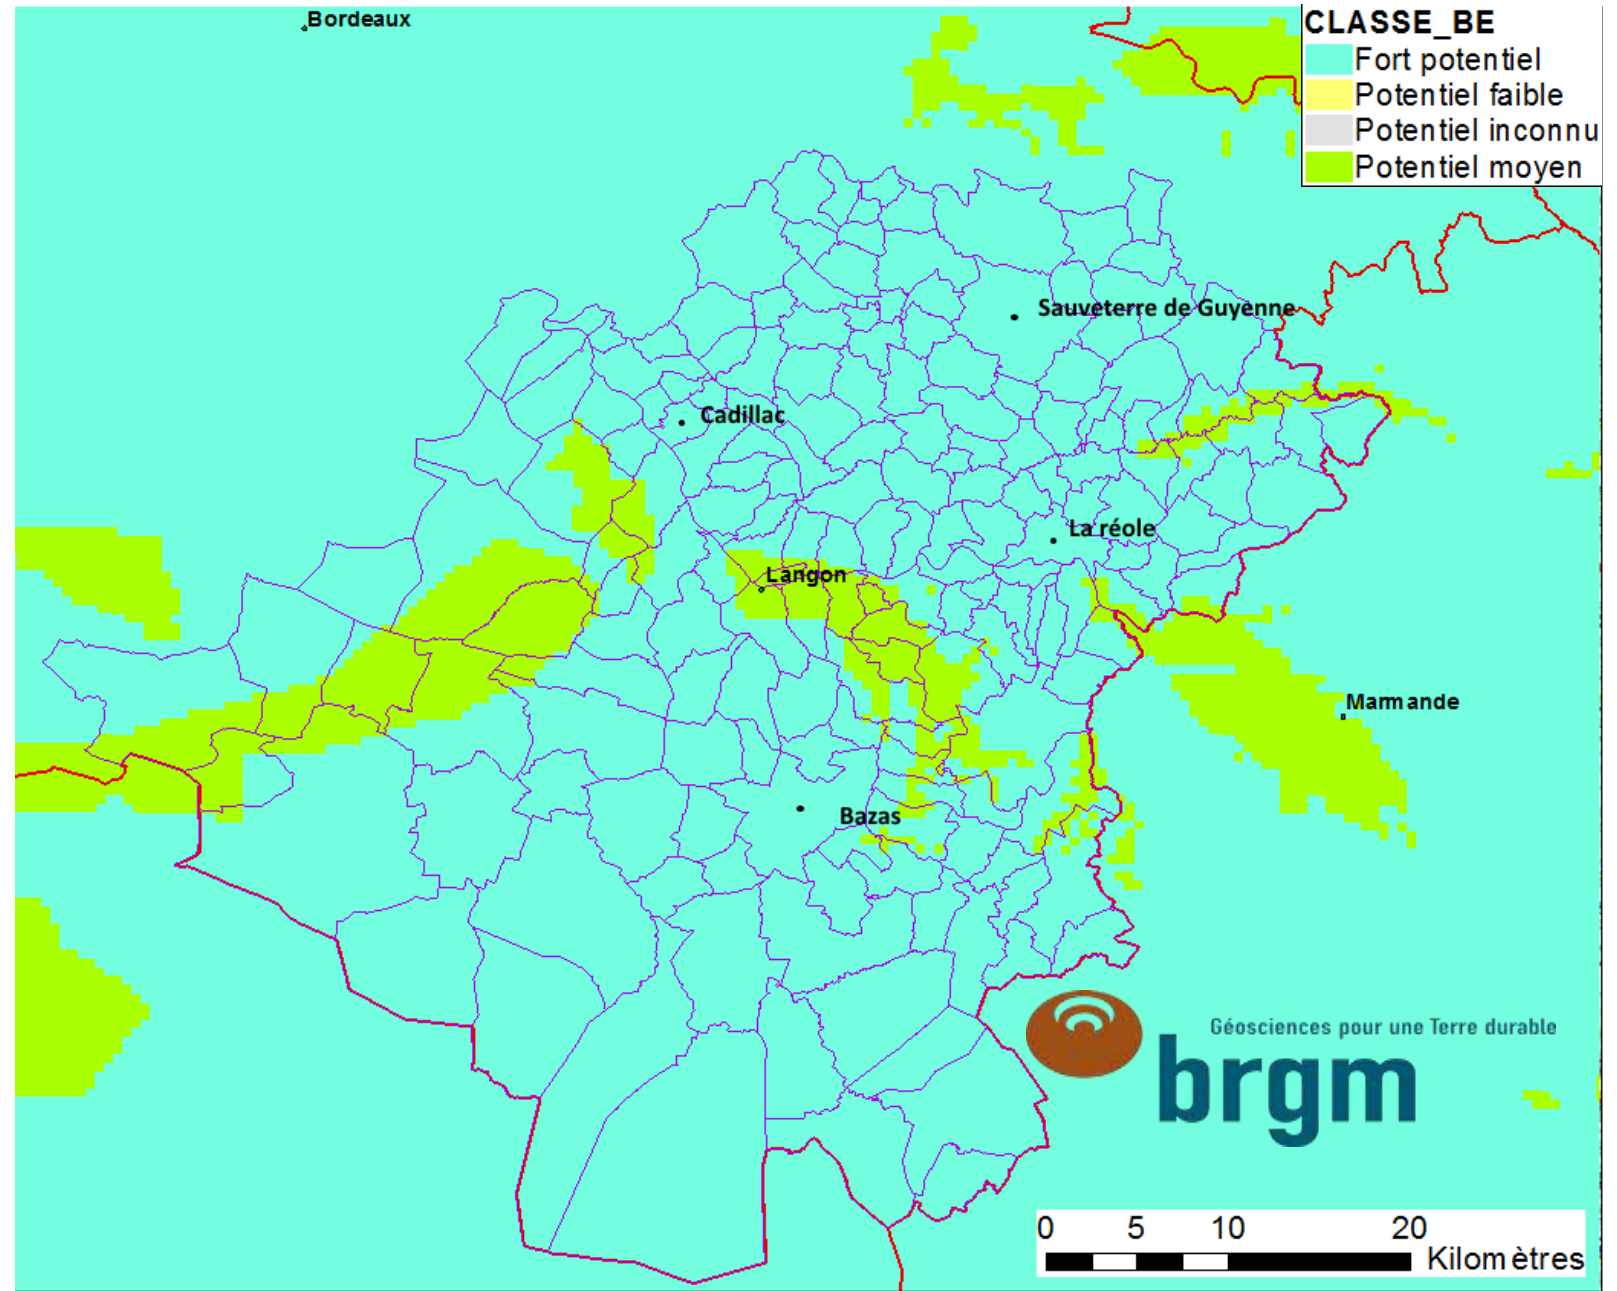 Bordeaux
CLASSE_BE
Fort potentiel
Potentiel faible
Potentiel inconnu
Potentiel moyen
Sauveterre de Guyenne
Cadillac
La réole
Langon
Marmande
Bazas
Géosciences pour une Terre durable
brgm
0 5 10 20
Kilomètres